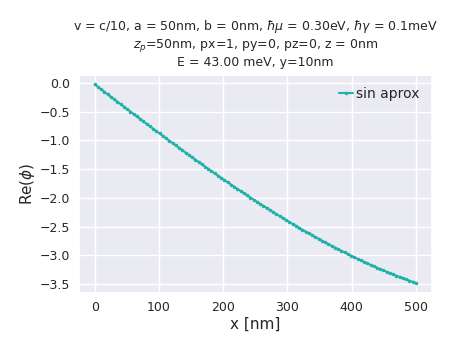 v = c/10, a = 50nm, b = 0nm, ℏμ = 0.30eV, ℏγ = 0.1meV
zₚ=50nm, px=1, py=0, pz=0, z = 0nm
E = 43.00 meV, y=10nm
sin aprox
Re(ϕ)
0.0
−0.5
−1.0
−1.5
−2.0
−2.5
−3.0
−3.5
0 100 200 300 400 500
x [nm]